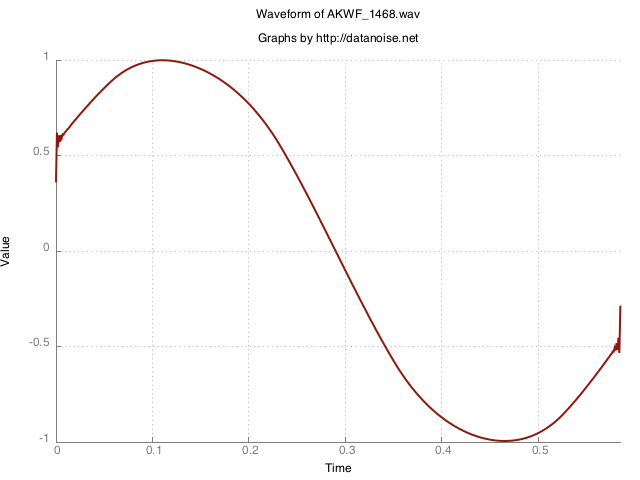 Waveform of AKWF_1468.wav
Graphs by http://datanoise.net
1
0.5
0
-0.5
-1
Value
0 0.1 0.2 0.3 0.4 0.5
Time